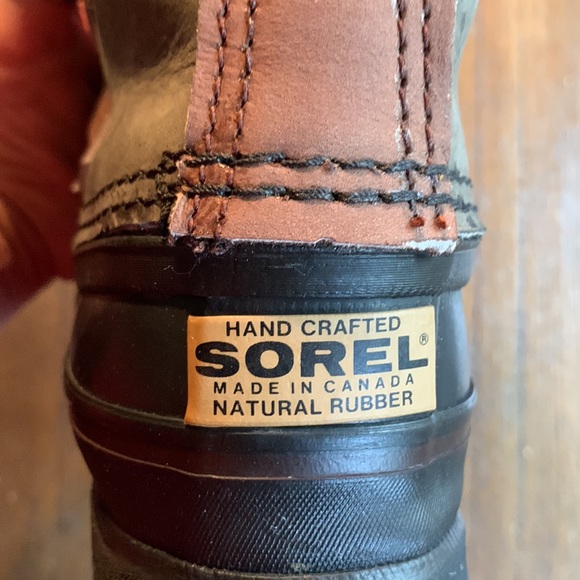 HAND CRAFTED
SOREL®
MADE IN CANADA
NATURAL RUBBER